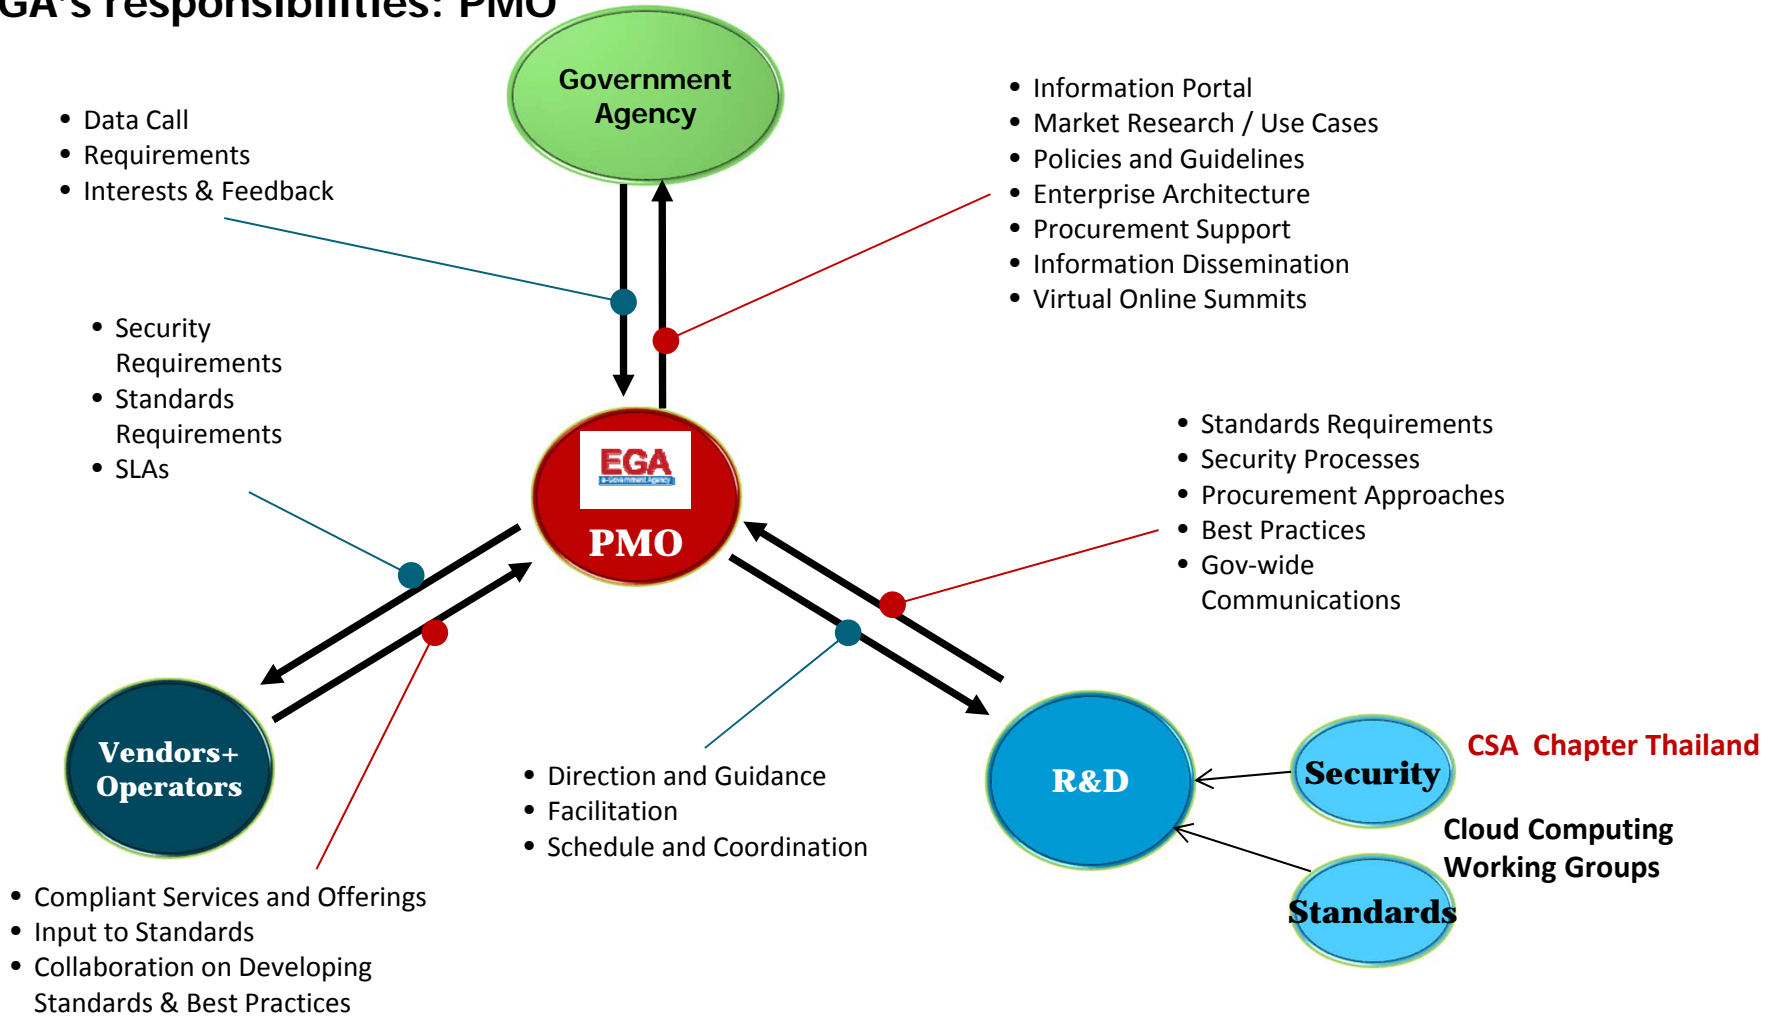 GA's responsibilities: PMO
Government
Agency
• Data Call
• Requirements
• Interests & Feedback
• Information Portal
• Market Research / Use Cases
• Policies and Guidelines
• Enterprise Architecture
• Procurement Support
• Information Dissemination
• Virtual Online Summits
• Security
Requirements
• Standards
Requirements
• SLAs
EGA
e-Government Agency
PMO
• Standards Requirements
• Security Processes
• Procurement Approaches
• Best Practices
• Gov-wide
Communications
Vendors+
Operators
• Direction and Guidance
• Facilitation
• Schedule and Coordination
R&D
Security
CSA Chapter Thailand
Cloud Computing
Working Groups
Standards
• Compliant Services and Offerings
• Input to Standards
• Collaboration on Developing
Standards & Best Practices